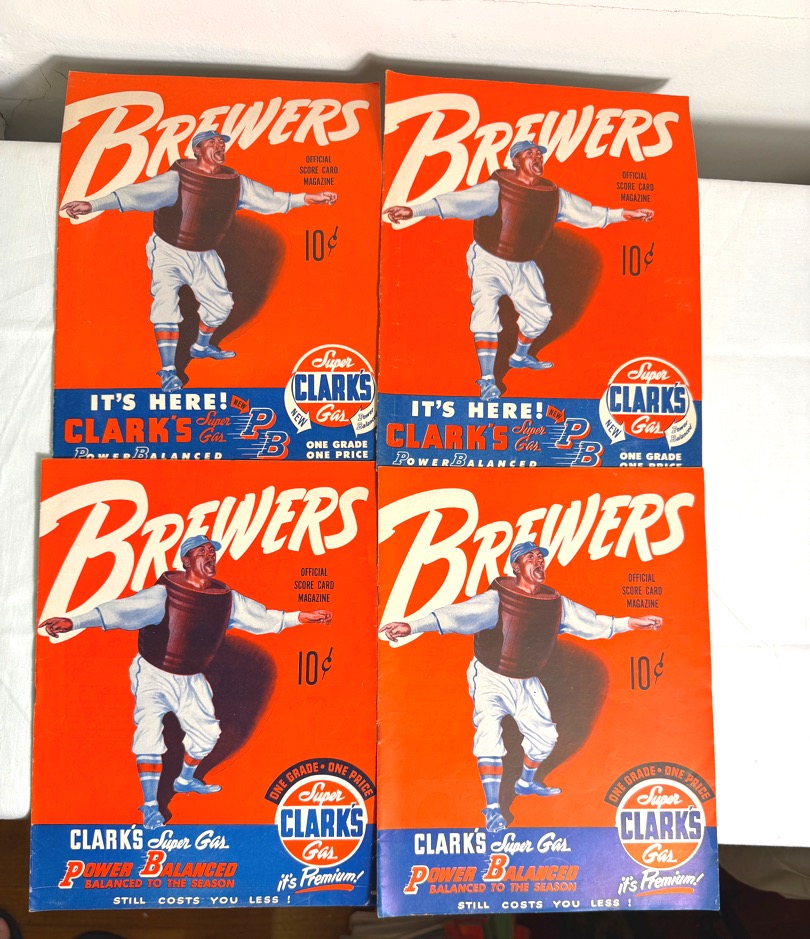 BREWERS
OFFICIAL
SCORE CARD
MAGAZINE
10¢
IT'S HERE!
NEW
CLARK'S Super Gas
PB
POWER BALANCED
Super
CLARK'S
Gas
NEW
Power Balanced
ONE GRADE
ONE PRICE
BREWERS
OFFICIAL
SCORE CARD
MAGAZINE
10¢
IT'S HERE!
NEW
CLARK'S Super Gas
PB
POWER BALANCED
Super
CLARK'S
Gas
NEW
Power Balanced
ONE GRADE
ONE PRICE
BREWERS
OFFICIAL
SCORE CARD
MAGAZINE
10¢
ONE GRADE • ONE PRICE
Super
CLARK'S
Gas
CLARK'S Super Gas
POWER BALANCED
BALANCED TO THE SEASON
it's Premium!
STILL COSTS YOU LESS!
BREWERS
OFFICIAL
SCORE CARD
MAGAZINE
10¢
ONE GRADE • ONE PRICE
Super
CLARK'S
Gas
CLARK'S Super Gas
POWER BALANCED
BALANCED TO THE SEASON
it's Premium!
STILL COSTS YOU LESS!